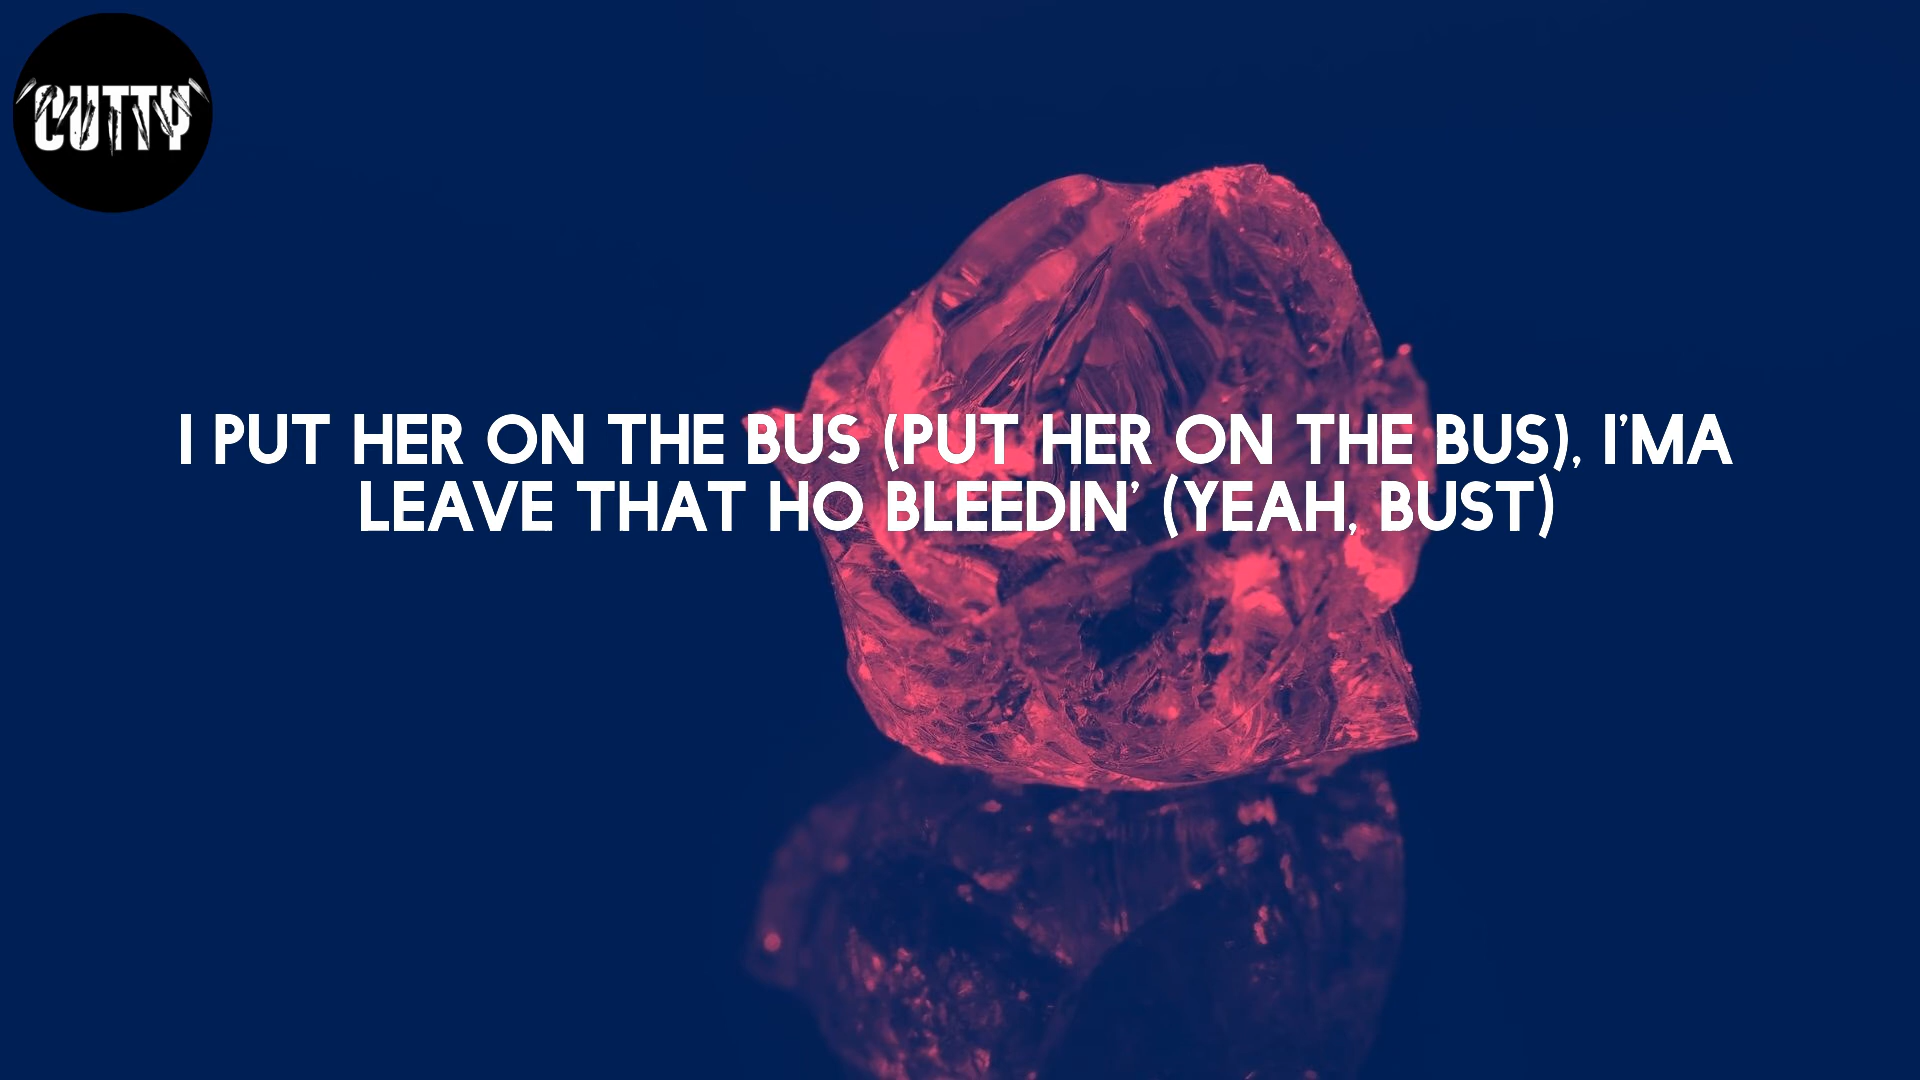 CUTTY
I PUT HER ON THE BUS (PUT HER ON THE BUS), I'MA
LEAVE THAT HO BLEEDIN' (YEAH, BUST)